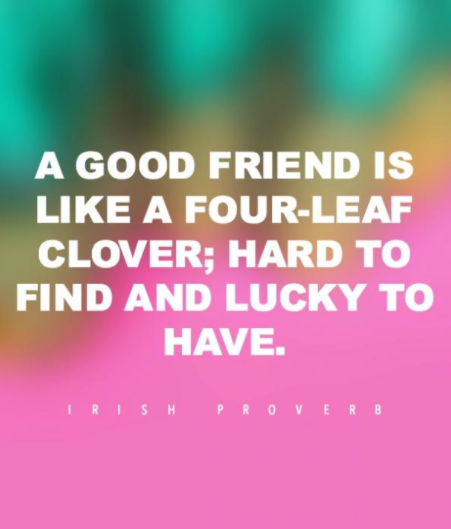 A GOOD FRIEND IS
LIKE A FOUR-LEAF
CLOVER; HARD TO
FIND AND LUCKY TO
HAVE.
IRISH PROVERB